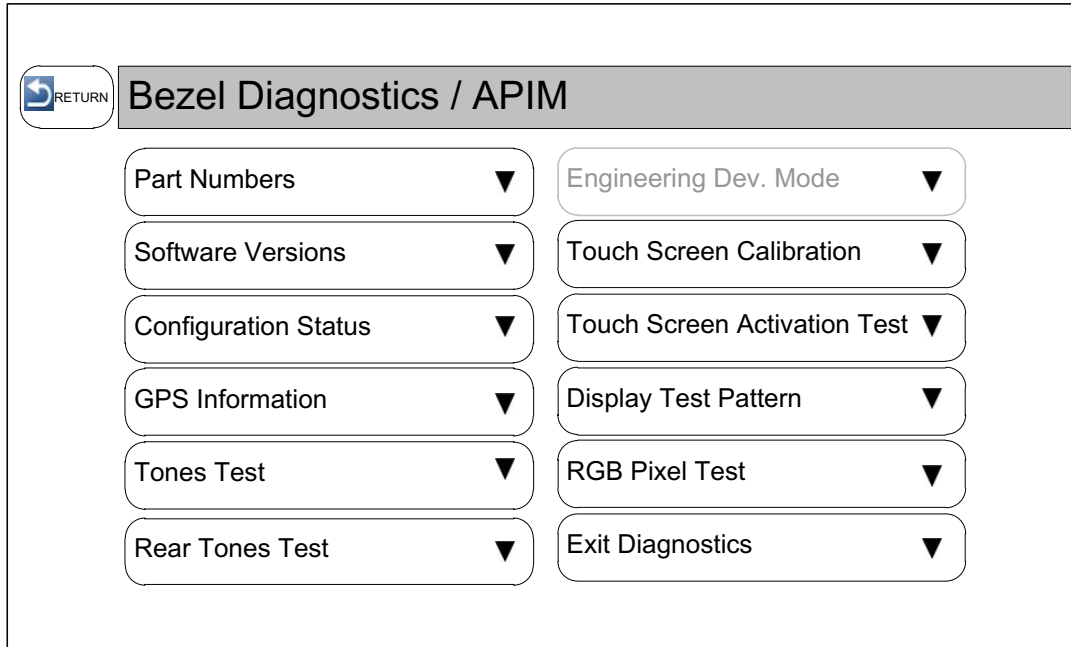 RETURN
Bezel Diagnostics / APIM
Part Numbers
Engineering Dev. Mode
Software Versions
Touch Screen Calibration
Configuration Status
Touch Screen Activation Test
GPS Information
Display Test Pattern
Tones Test
RGB Pixel Test
Rear Tones Test
Exit Diagnostics